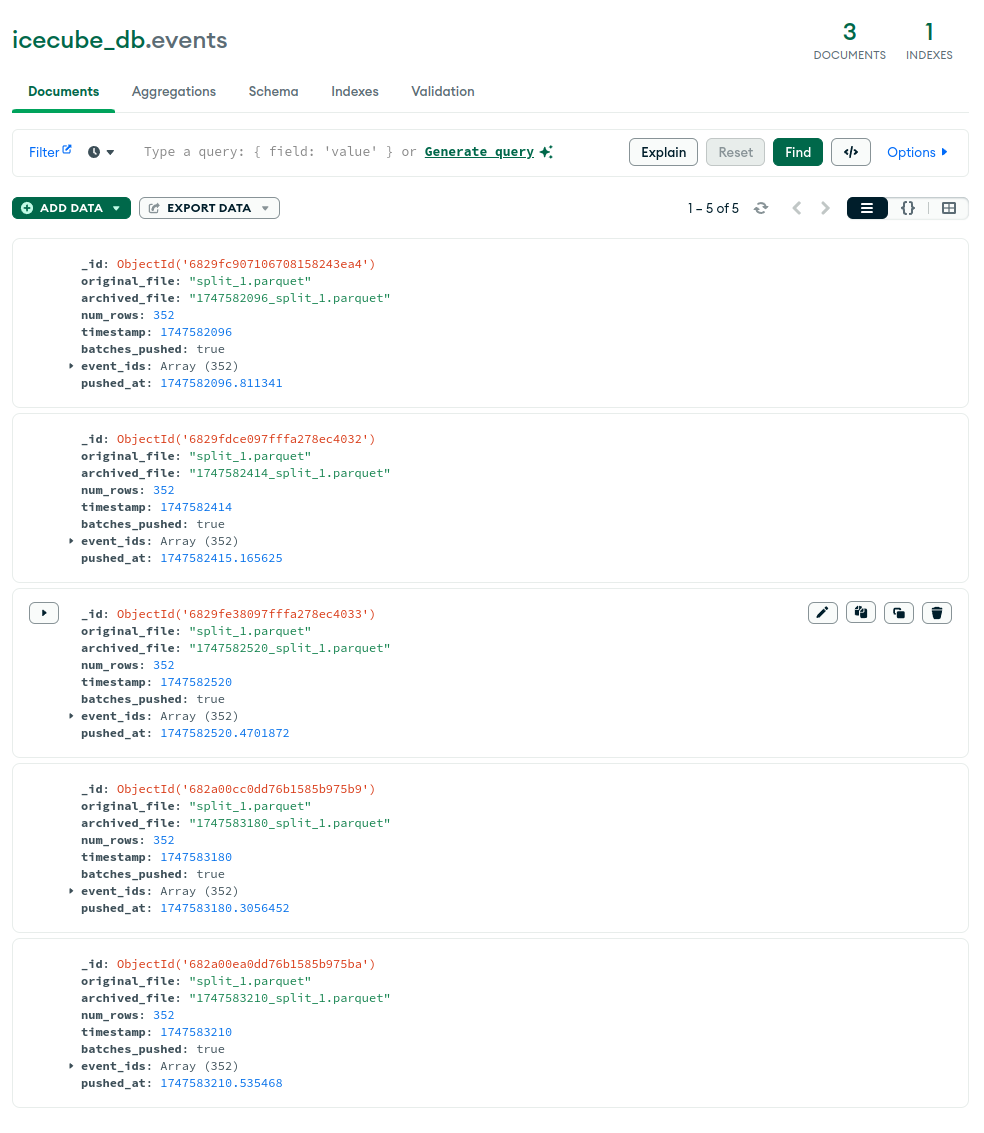 icecube_db.events
3
DOCUMENTS
1
INDEXES
Documents
Aggregations
Schema
Indexes
Validation
Filter
Type a query: { field: 'value' } or Generate query
Explain
Reset
Find
</>
Options
ADD DATA
EXPORT DATA
1 – 5 of 5
{}
_id: ObjectId('6829fc907106708158243ea4')
original_file: "split_1.parquet"
archived_file: "1747582096_split_1.parquet"
num_rows: 352
timestamp: 1747582096
batches_pushed: true
event_ids: Array (352)
pushed_at: 1747582096.811341
_id: ObjectId('6829fdce097fffa278ec4032')
original_file: "split_1.parquet"
archived_file: "1747582414_split_1.parquet"
num_rows: 352
timestamp: 1747582414
batches_pushed: true
event_ids: Array (352)
pushed_at: 1747582415.165625
_id: ObjectId('6829fe38097fffa278ec4033')
original_file: "split_1.parquet"
archived_file: "1747582520_split_1.parquet"
num_rows: 352
timestamp: 1747582520
batches_pushed: true
event_ids: Array (352)
pushed_at: 1747582520.4701872
_id: ObjectId('682a00cc0dd76b1585b975b9')
original_file: "split_1.parquet"
archived_file: "1747583180_split_1.parquet"
num_rows: 352
timestamp: 1747583180
batches_pushed: true
event_ids: Array (352)
pushed_at: 1747583180.3056452
_id: ObjectId('682a00ea0dd76b1585b975ba')
original_file: "split_1.parquet"
archived_file: "1747583210_split_1.parquet"
num_rows: 352
timestamp: 1747583210
batches_pushed: true
event_ids: Array (352)
pushed_at: 1747583210.535468